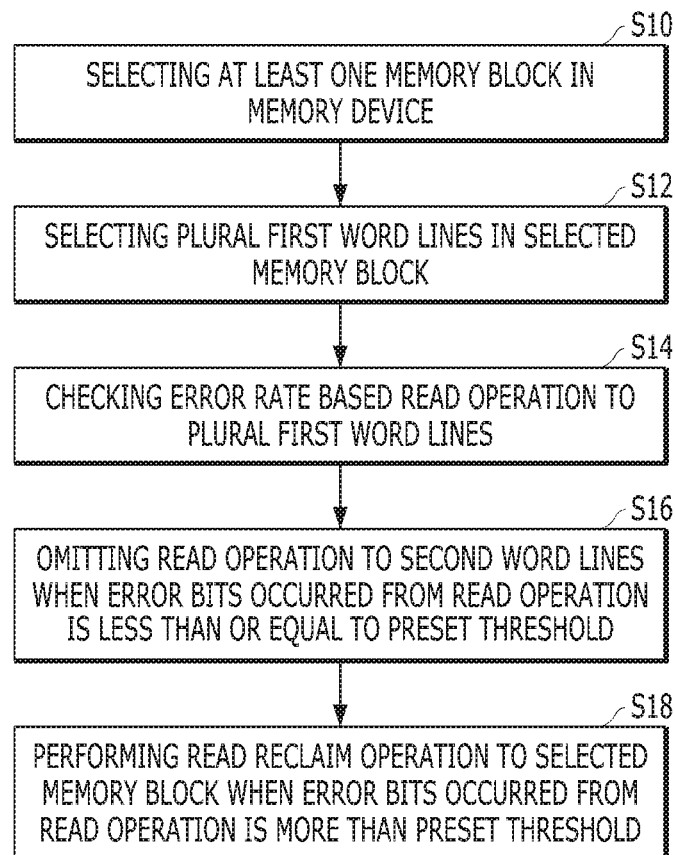 S10
SELECTING AT LEAST ONE MEMORY BLOCK IN
MEMORY DEVICE
S12
SELECTING PLURAL FIRST WORD LINES IN SELECTED
MEMORY BLOCK
S14
CHECKING ERROR RATE BASED READ OPERATION TO
PLURAL FIRST WORD LINES
S16
OMITTING READ OPERATION TO SECOND WORD LINES
WHEN ERROR BITS OCCURRED FROM READ OPERATION
IS LESS THAN OR EQUAL TO PRESET THRESHOLD
S18
PERFORMING READ RECLAIM OPERATION TO SELECTED
MEMORY BLOCK WHEN ERROR BITS OCCURRED FROM
READ OPERATION IS MORE THAN PRESET THRESHOLD